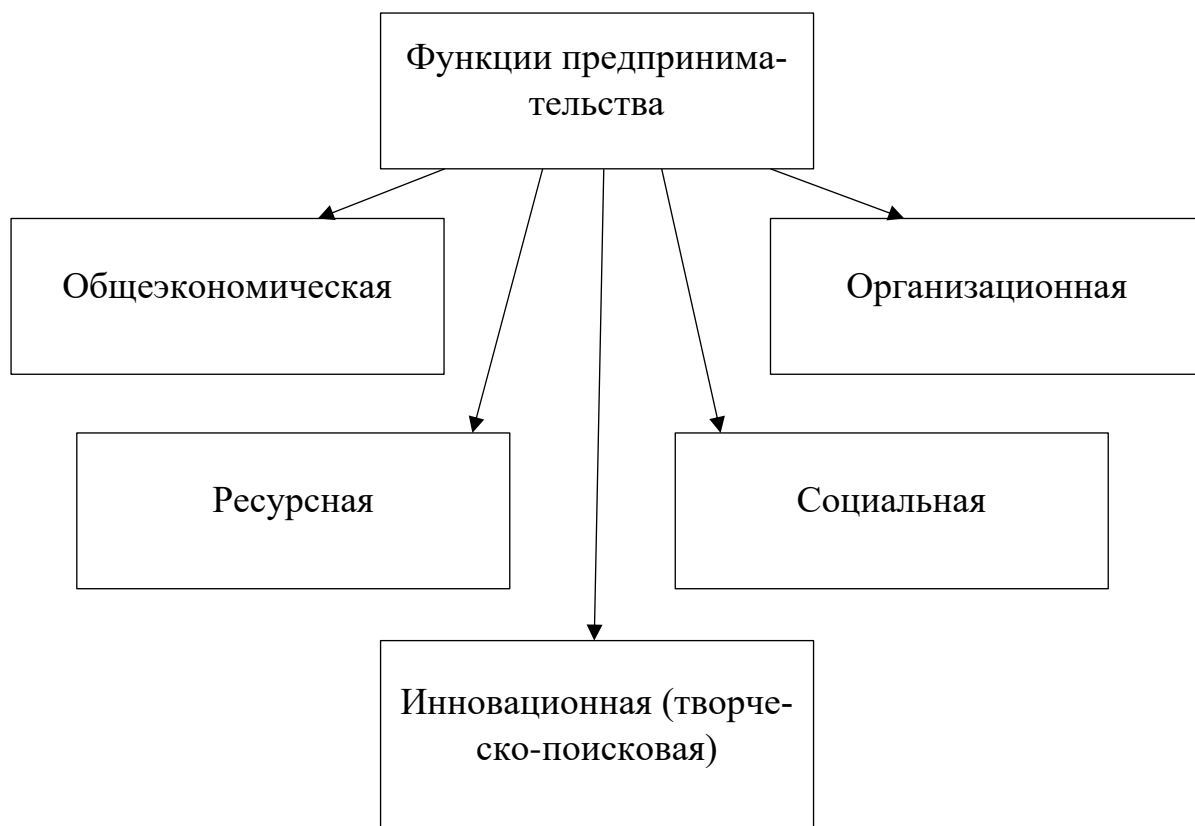 Функции предпринима-
тельства
Общеэкономическая
Организационная
Ресурсная
Социальная
Инновационная (творче-
ско-поисковая)